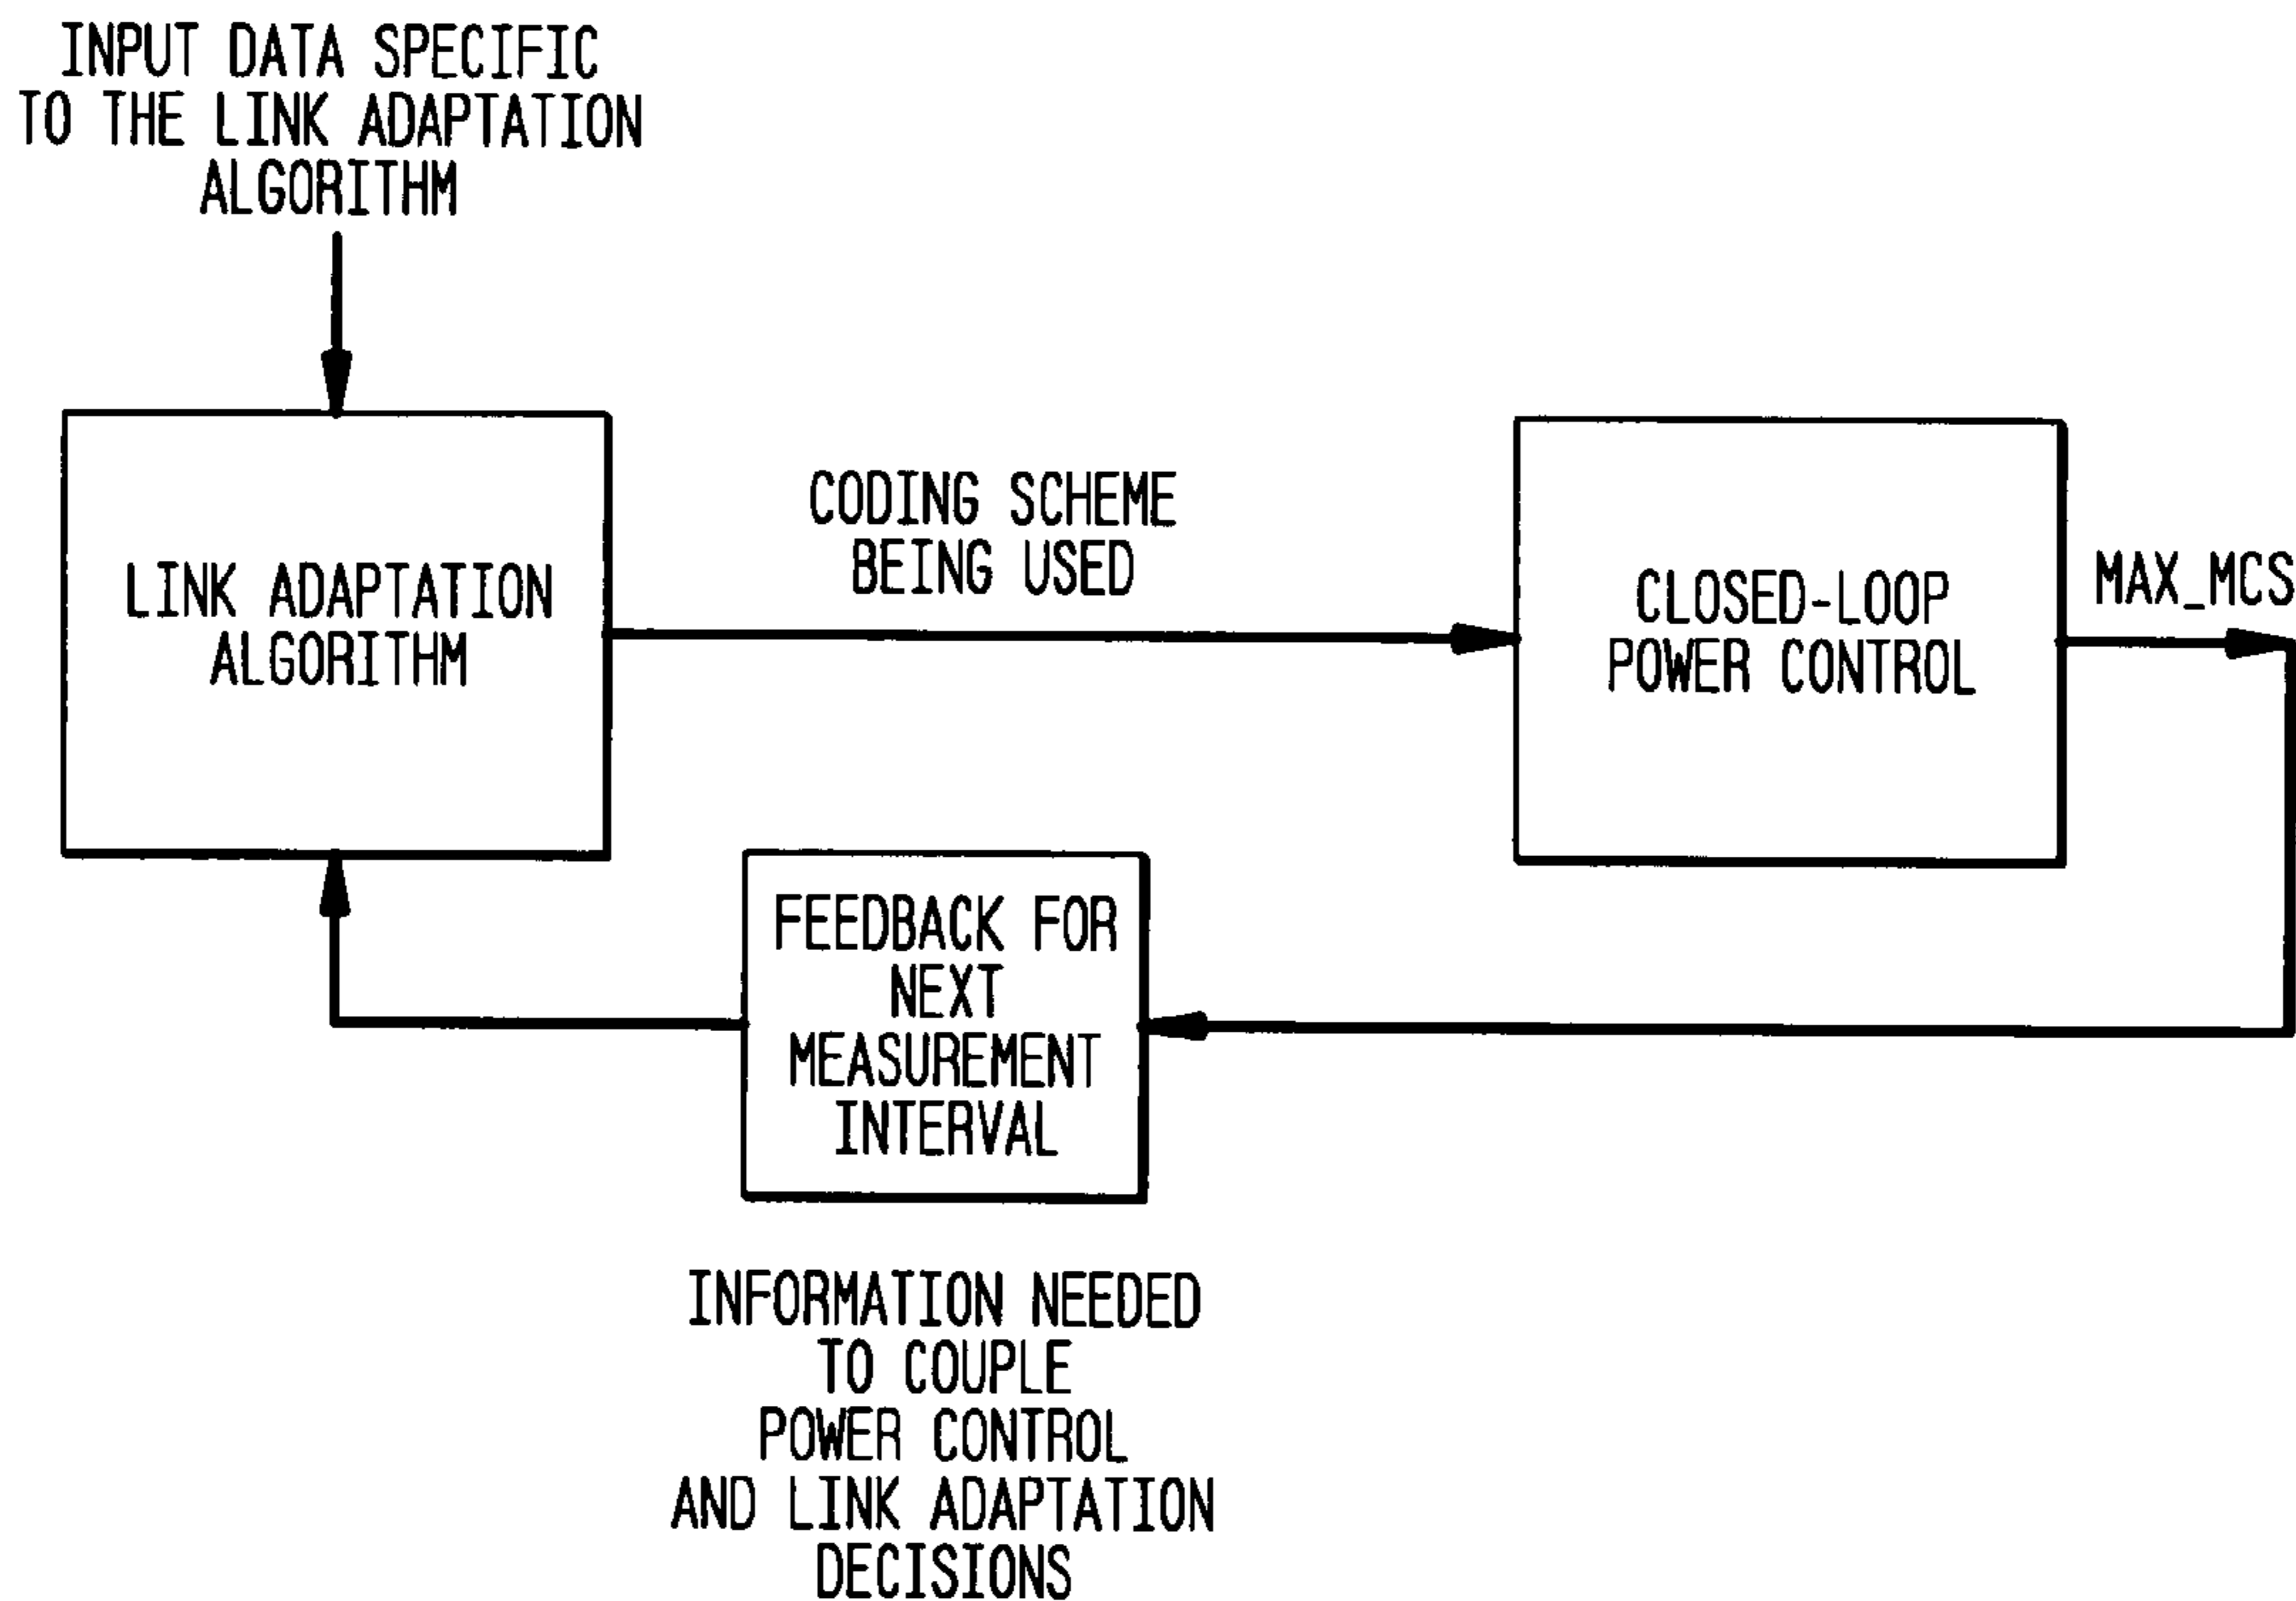 INPUT DATA SPECIFIC
TO THE LINK ADAPTATION
ALGORITHM
LINK ADAPTATION
ALGORITHM
CODING SCHEME
BEING USED
CLOSED-LOOP
POWER CONTROL
MAX_MCS
FEEDBACK FOR
NEXT
MEASUREMENT
INTERVAL
INFORMATION NEEDED
TO COUPLE
POWER CONTROL
AND LINK ADAPTATION
DECISIONS